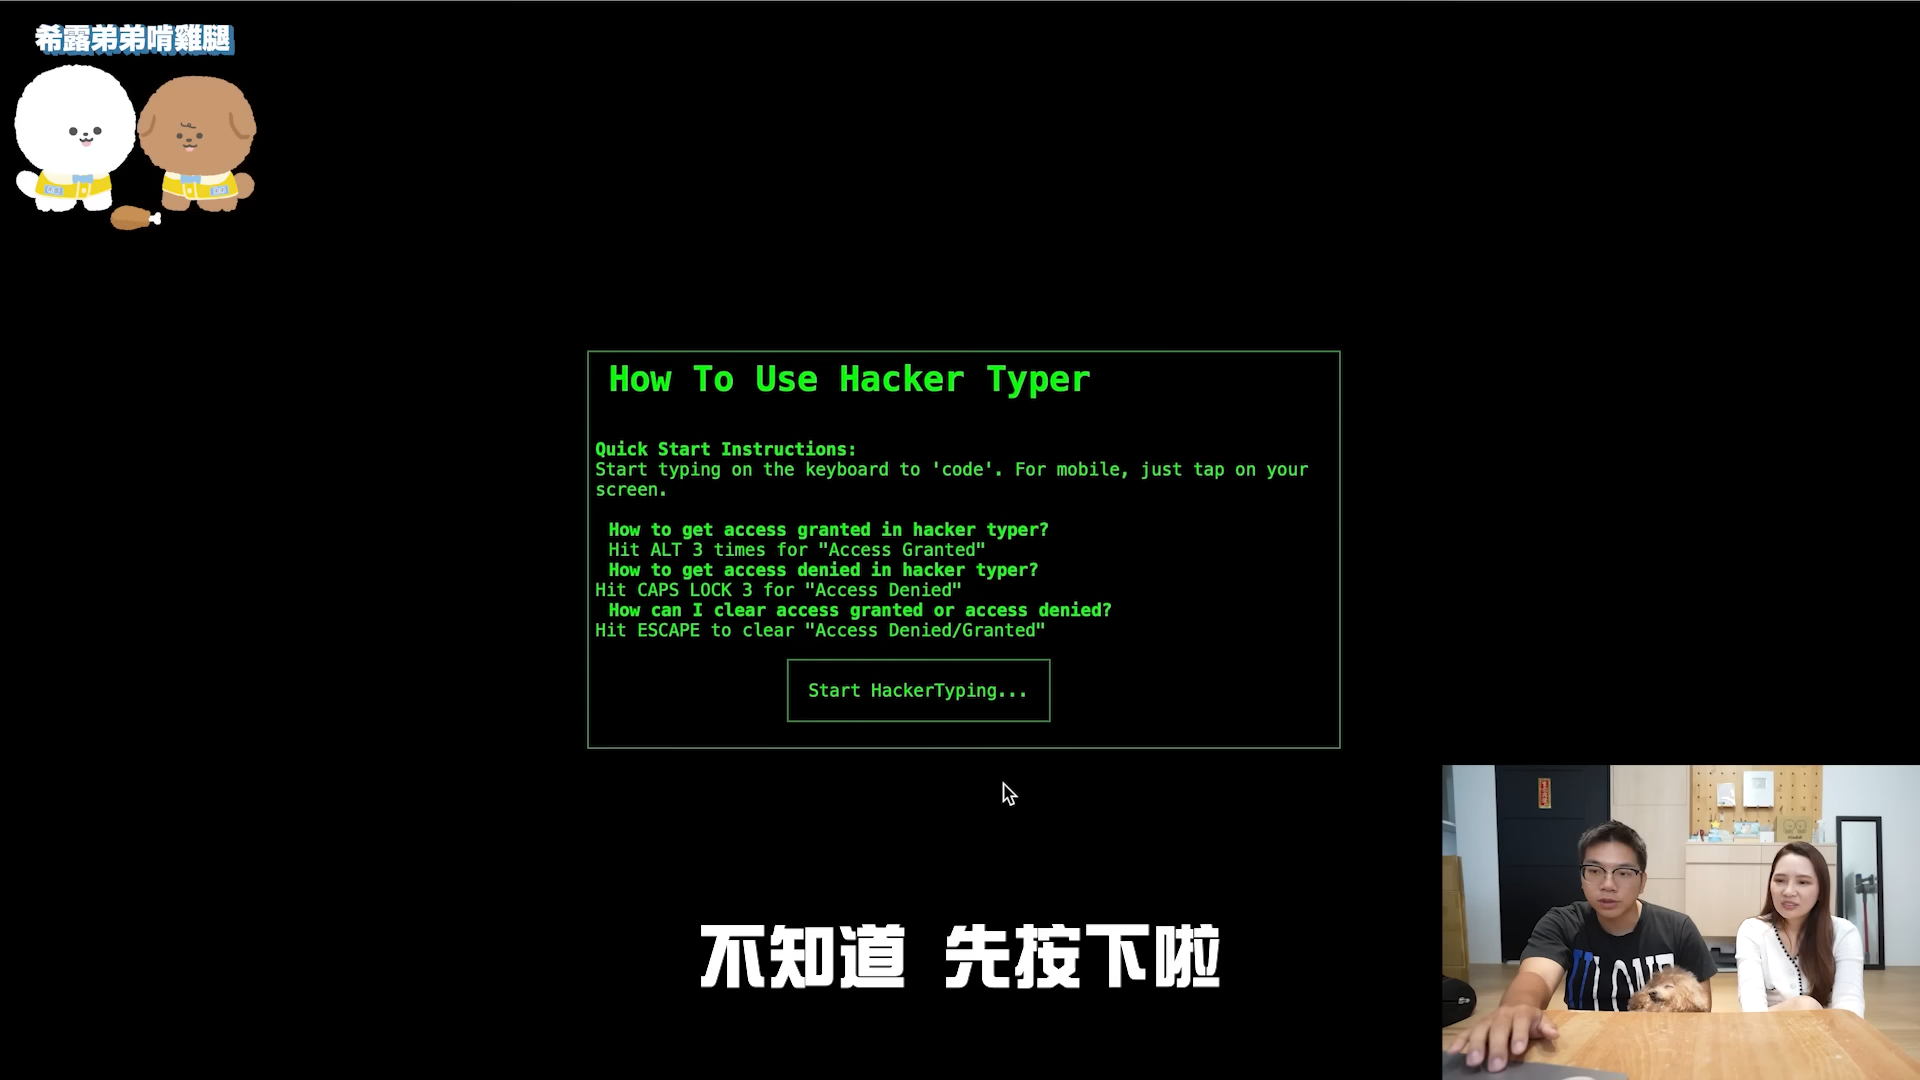 希露弟弟啃雞腿
How To Use Hacker Typer
Quick Start Instructions:
Start typing on the keyboard to 'code'. For mobile, just tap on your
screen.
How to get access granted in hacker typer?
Hit ALT 3 times for "Access Granted"
How to get access denied in hacker typer?
Hit CAPS LOCK 3 for "Access Denied"
How can I clear access granted or access denied?
Hit ESCAPE to clear "Access Denied/Granted"
Start HackerTyping...
不知道 先按下啦